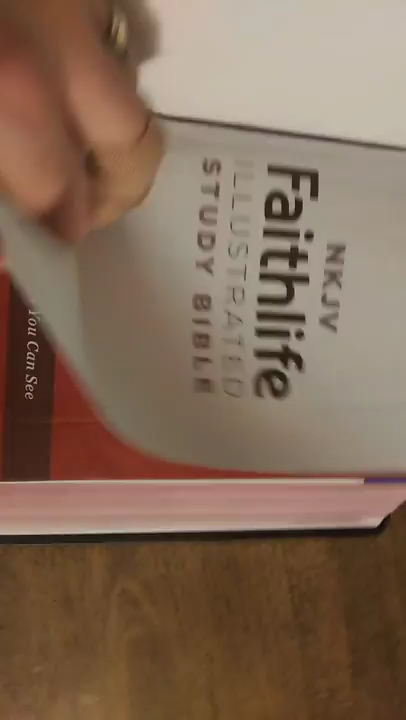 NKJV
Faithlife
ILLUSTRATED
STUDY BIBLE
You Can See